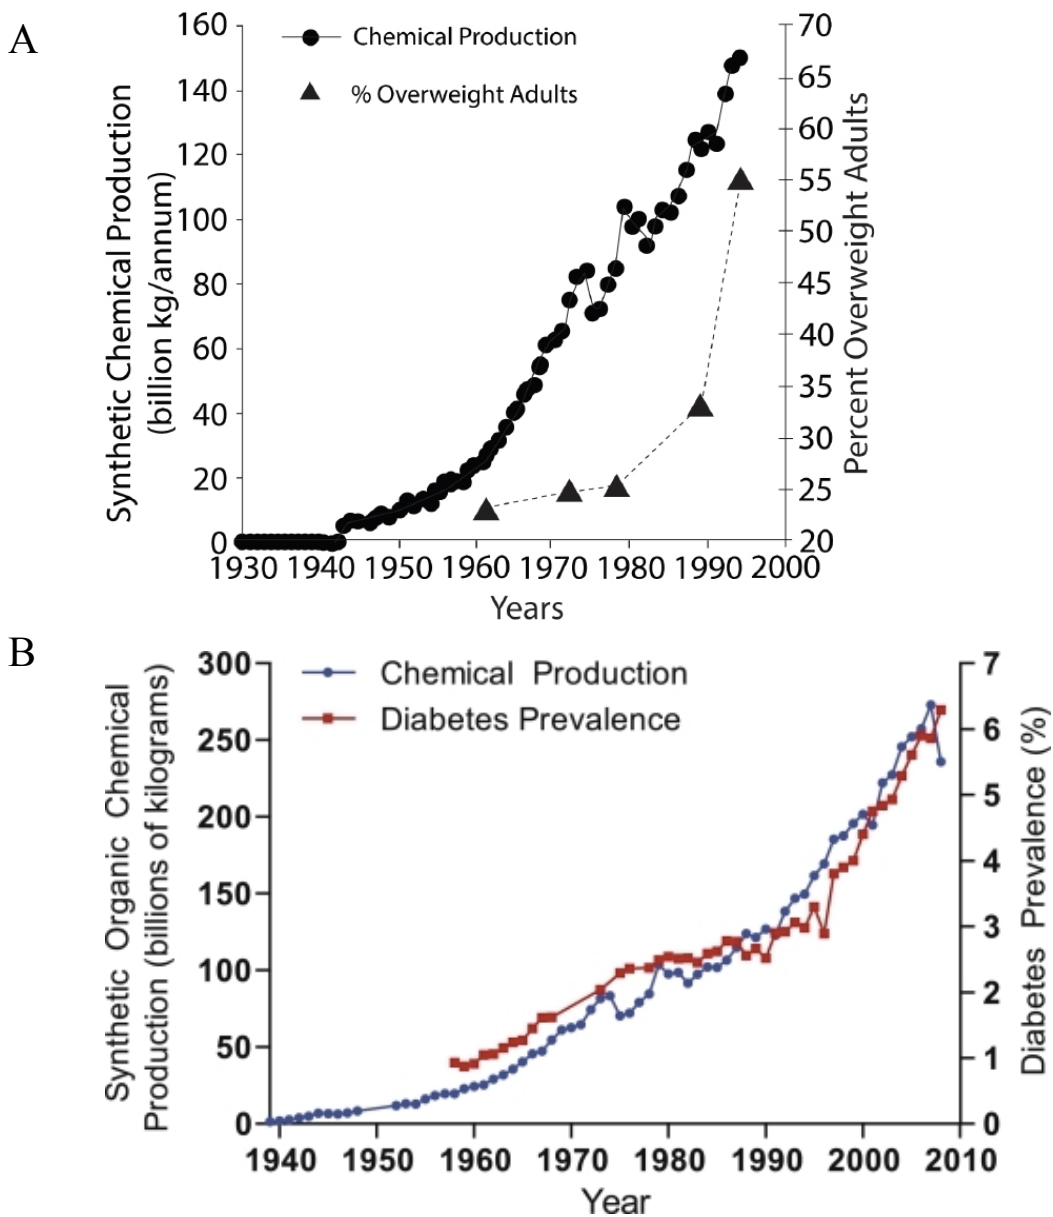 A
Chemical Production
% Overweight Adults
Synthetic Chemical Production
(billion kg/annum)
160
140
120
100
80
60
40
20
0
70
65
60
55
50
45
40
35
30
25
20
Percent Overweight Adults
1930 1940 1950 1960 1970 1980 1990 2000
Years
B
Chemical Production
Diabetes Prevalence
Synthetic Organic Chemical
Production (billions of kilograms)
300
250
200
150
100
50
0
7
6
5
4
3
2
1
0
Diabetes Prevalence (%)
1940 1950 1960 1970 1980 1990 2000 2010
Year